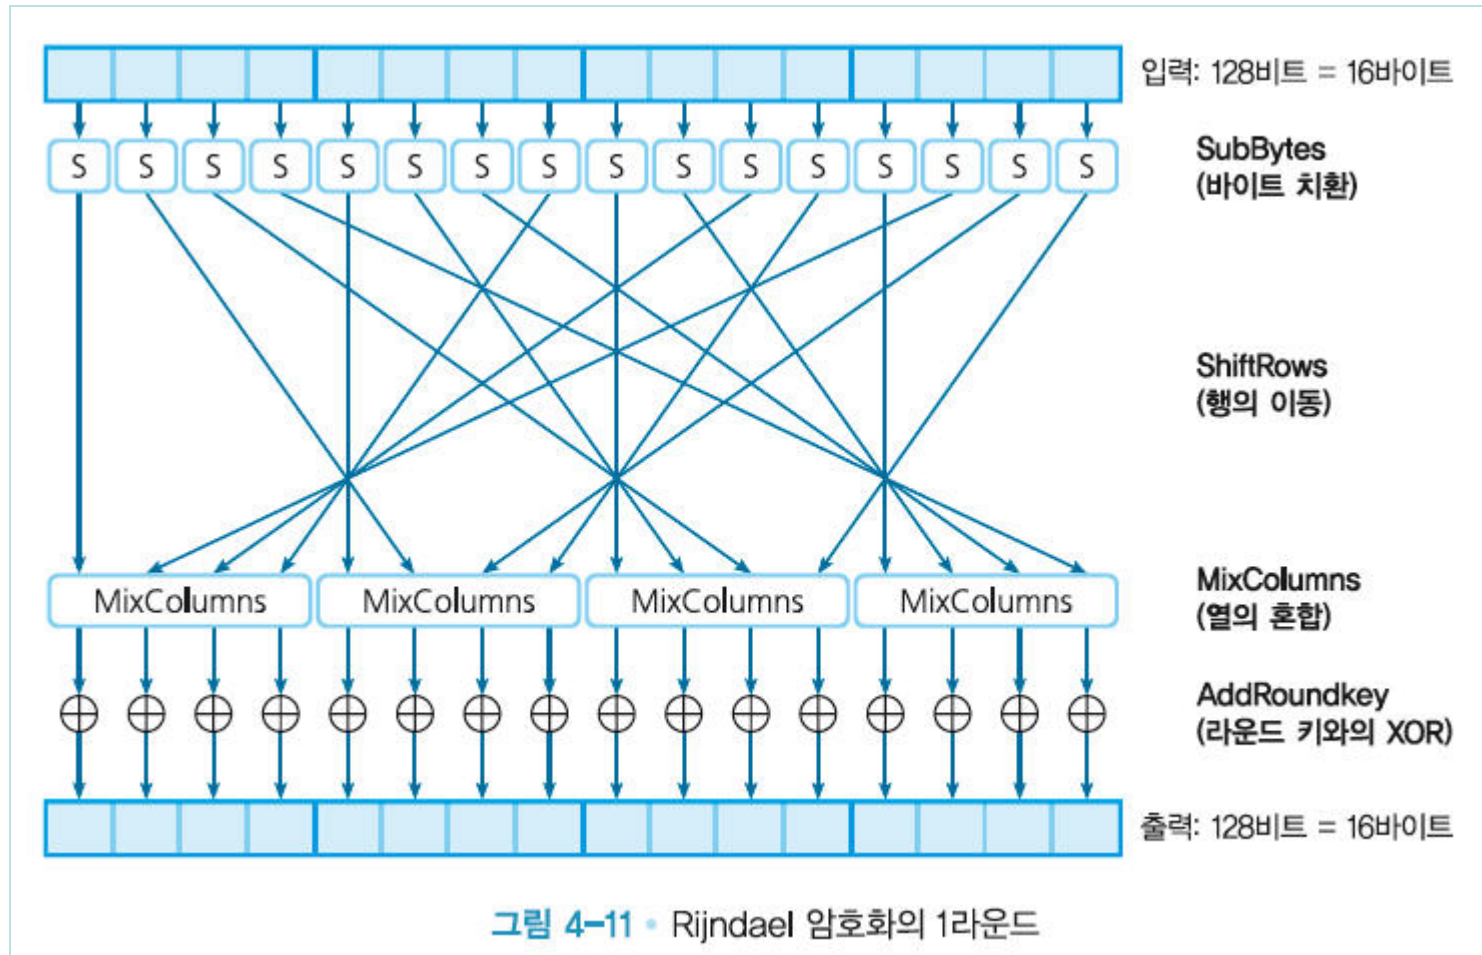 입력: 128비트 = 16바이트
S S S S S S S S S S S S S S S S
SubBytes
(바이트 치환)
ShiftRows
(행의 이동)
MixColumns MixColumns MixColumns MixColumns
MixColumns
(열의 혼합)
AddRoundkey
(라운드 키와의 XOR)
출력: 128비트 = 16바이트
그림 4-11 • Rijndael 암호화의 1라운드